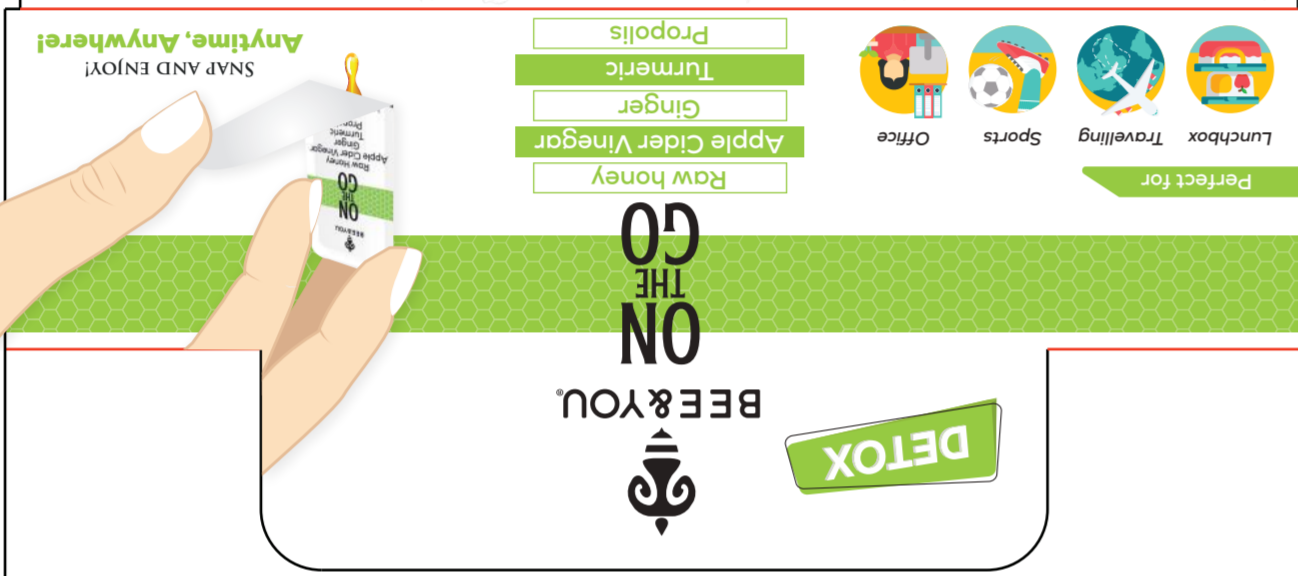 DETOX
BEE&YOU®
ON
THE
GO
Raw honey
Apple Cider Vinegar
Ginger
Turmeric
Propolis
Perfect for
Lunchbox
Travelling
Sports
Office
BEE&YOU
ON
THE
GO
Raw Honey
Apple Cider Vinegar
Ginger
Turmeric
SNAP AND ENJOY!
Anytime, Anywhere!